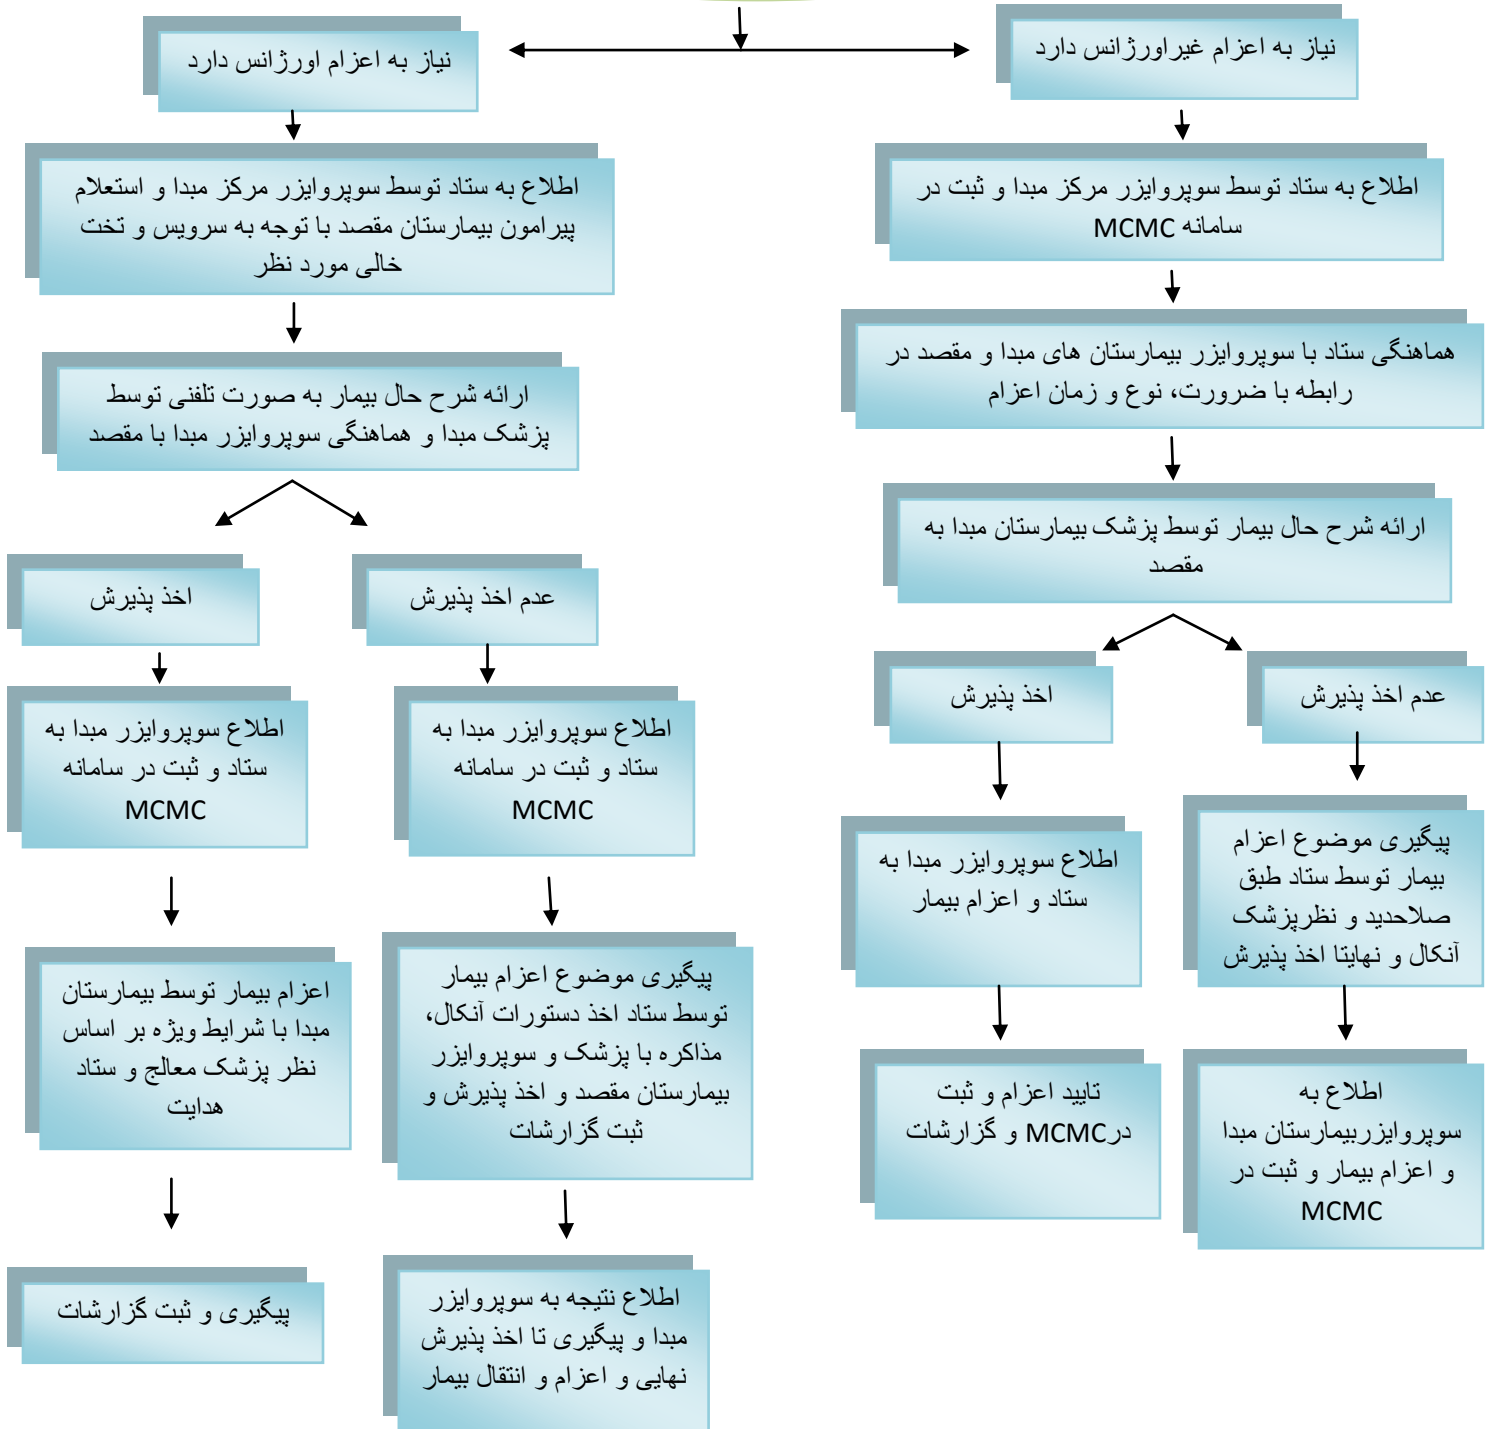 نیاز به اعزام غیراورژانس دارد
اطلاع به ستاد توسط سوپروایزر مرکز مبدا و ثبت در
سامانه MCMC
هماهنگی ستاد با سوپروایزر بیمارستان های مبدا و مقصد در
رابطه با ضرورت، نوع و زمان اعزام
ارائه شرح حال بیمار توسط پزشک بیمارستان مبدا به
مقصد
عدم اخذ پذیرش
پیگیری موضوع اعزام
بیمار توسط ستاد طبق
صلاحدید و نظرپزشک
آنکال و نهایتا اخذ پذیرش
اطلاع به
سوپروایزربیمارستان مبدا
و اعزام بیمار و ثبت در
MCMC
اخذ پذیرش
اطلاع سوپروایزر مبدا به
ستاد و اعزام بیمار
تایید اعزام و ثبت
درMCMC و گزارشات
نیاز به اعزام اورژانس دارد
اطلاع به ستاد توسط سوپروایزر مرکز مبدا و استعلام
پیرامون بیمارستان مقصد با توجه به سرویس و تخت
خالی مورد نظر
ارائه شرح حال بیمار به صورت تلفنی توسط
پزشک مبدا و هماهنگی سوپروایزر مبدا با مقصد
عدم اخذ پذیرش
اطلاع سوپروایزر مبدا به
ستاد و ثبت در سامانه
MCMC
پیگیری موضوع اعزام بیمار
توسط ستاد اخذ دستورات آنکال،
مذاکره با پزشک و سوپروایزر
بیمارستان مقصد و اخذ پذیرش و
ثبت گزارشات
اطلاع نتیجه به سوپروایزر
مبدا و پیگیری تا اخذ پذیرش
نهایی و اعزام و انتقال بیمار
اخذ پذیرش
اطلاع سوپروایزر مبدا به
ستاد و ثبت در سامانه
MCMC
اعزام بیمار توسط بیمارستان
مبدا با شرایط ویژه بر اساس
نظر پزشک معالج و ستاد
هدایت
پیگیری و ثبت گزارشات